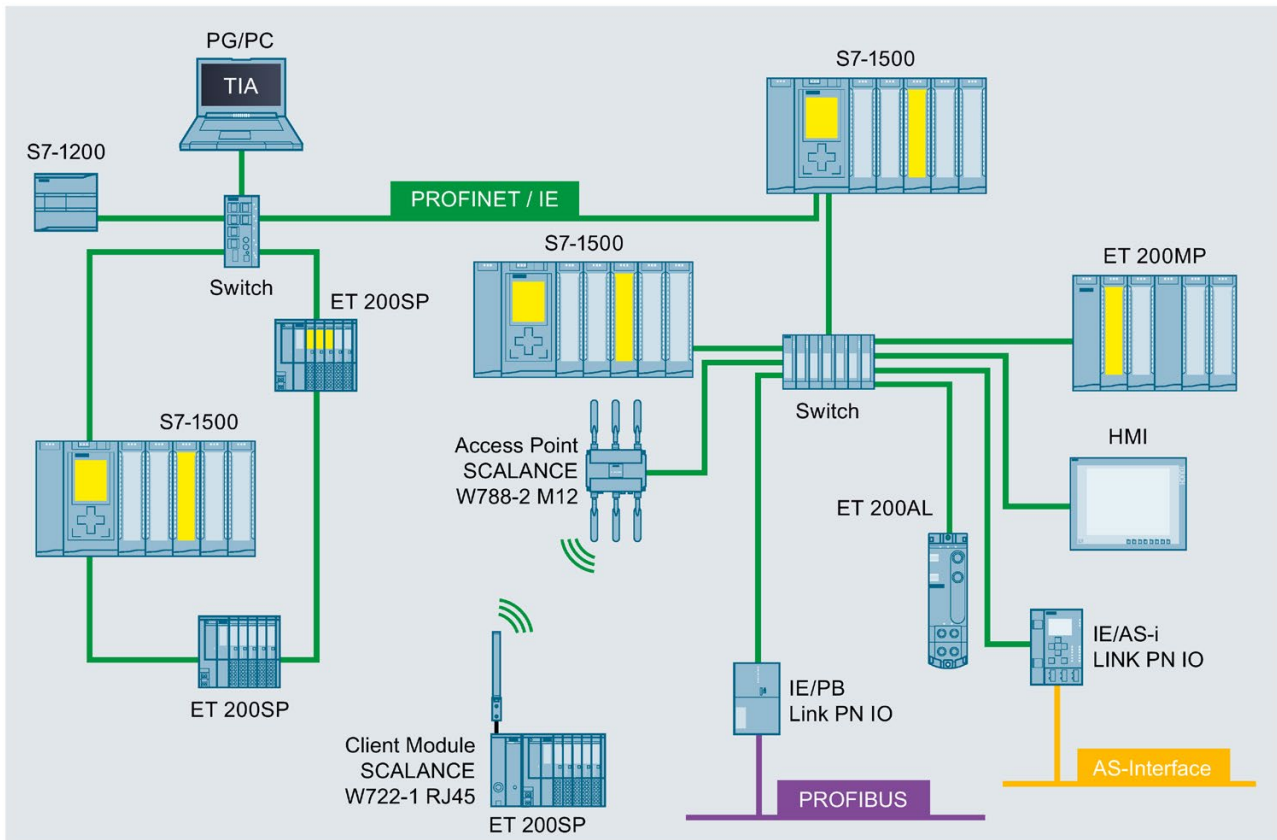 PG/PC
TIA
S7-1500
S7-1200
PROFINET / IE
Switch
S7-1500
ET 200MP
ET 200SP
Switch
S7-1500
Access Point
SCALANCE
W788-2 M12
HMI
ET 200AL
IE/AS-i
LINK PN IO
IE/PB
Link PN IO
ET 200SP
Client Module
SCALANCE
W722-1 RJ45
ET 200SP
AS-Interface
PROFIBUS